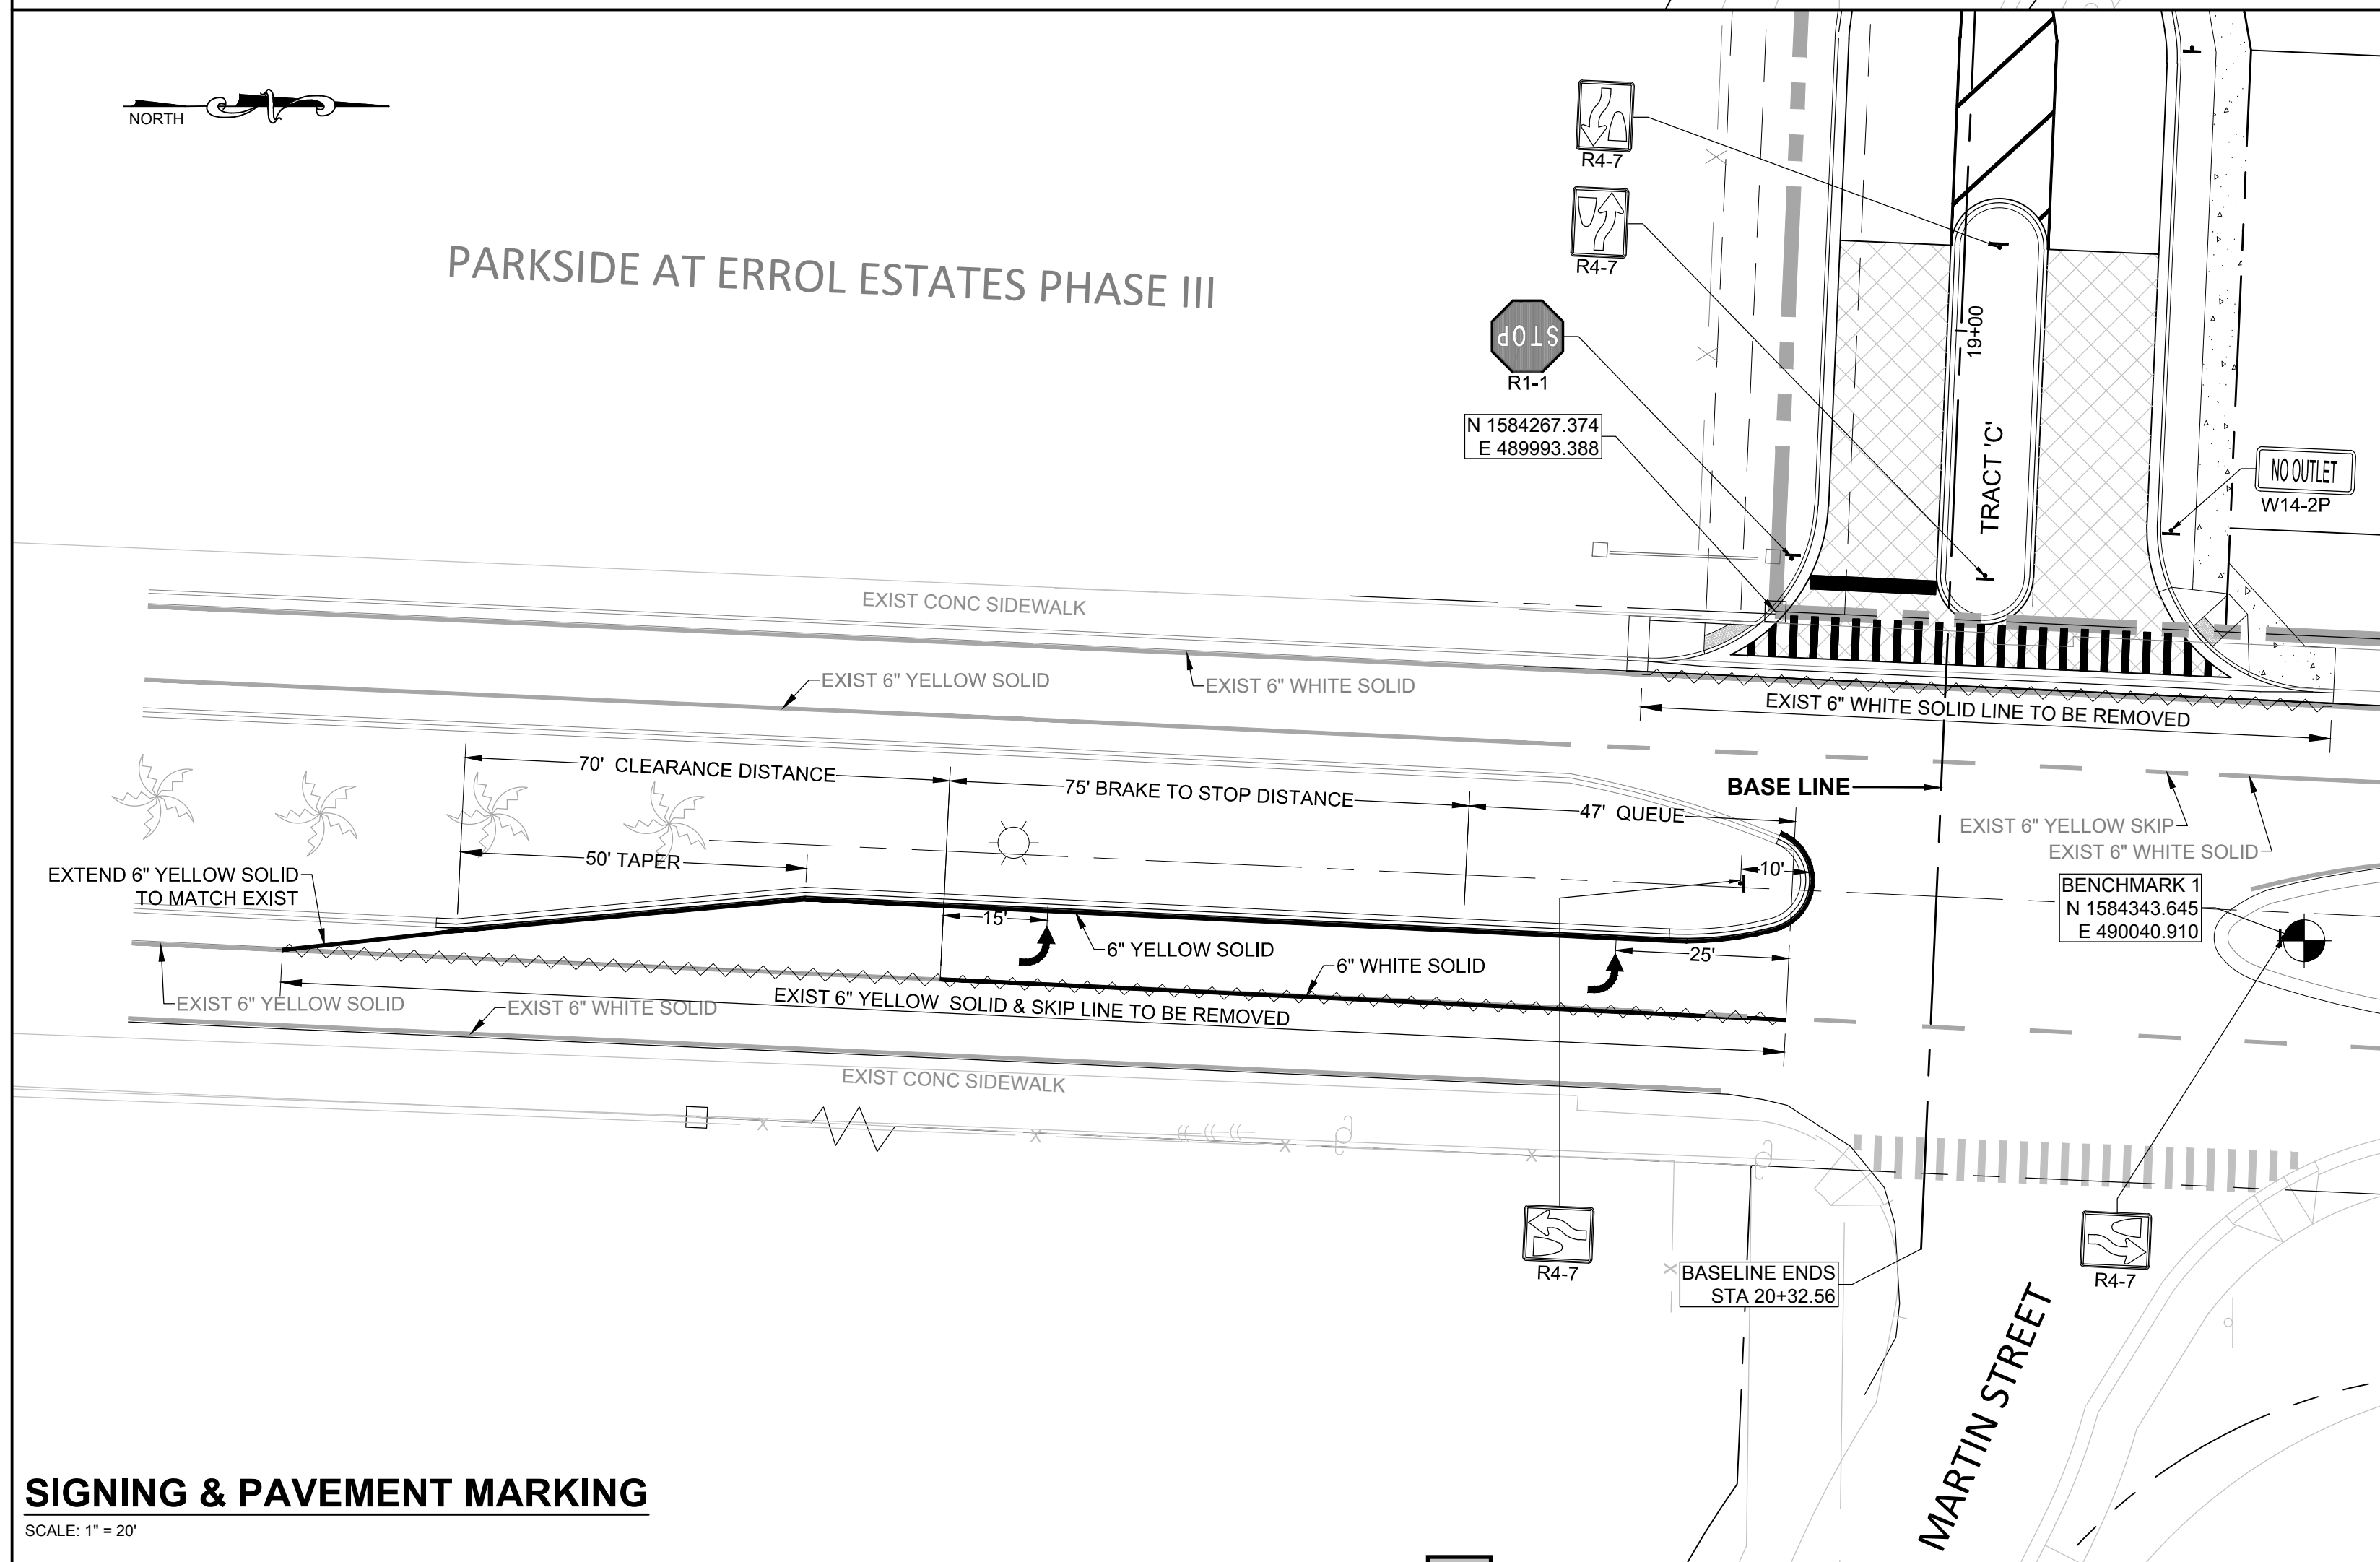 NORTH
PARKSIDE AT ERROL ESTATES PHASE III
R4-7
R4-7
STOP
R1-1
N 1584267.374
E 489993.388
19+00
TRACT 'C'
NO OUTLET
W14-2P
EXIST CONC SIDEWALK
EXIST 6" YELLOW SOLID
EXIST 6" WHITE SOLID
EXIST 6" WHITE SOLID LINE TO BE REMOVED
70' CLEARANCE DISTANCE
75' BRAKE TO STOP DISTANCE
47' QUEUE
BASE LINE
EXIST 6" YELLOW SKIP
EXIST 6" WHITE SOLID
50' TAPER
10'
EXTEND 6" YELLOW SOLID
TO MATCH EXIST
BENCHMARK 1
N 1584343.645
E 490040.910
15'
6" YELLOW SOLID
25'
6" WHITE SOLID
EXIST 6" YELLOW SOLID
EXIST 6" WHITE SOLID
EXIST 6" YELLOW SOLID & SKIP LINE TO BE REMOVED
EXIST CONC SIDEWALK
R4-7
R4-7
BASELINE ENDS
STA 20+32.56
MARTIN STREET
SIGNING & PAVEMENT MARKING
SCALE: 1" = 20'